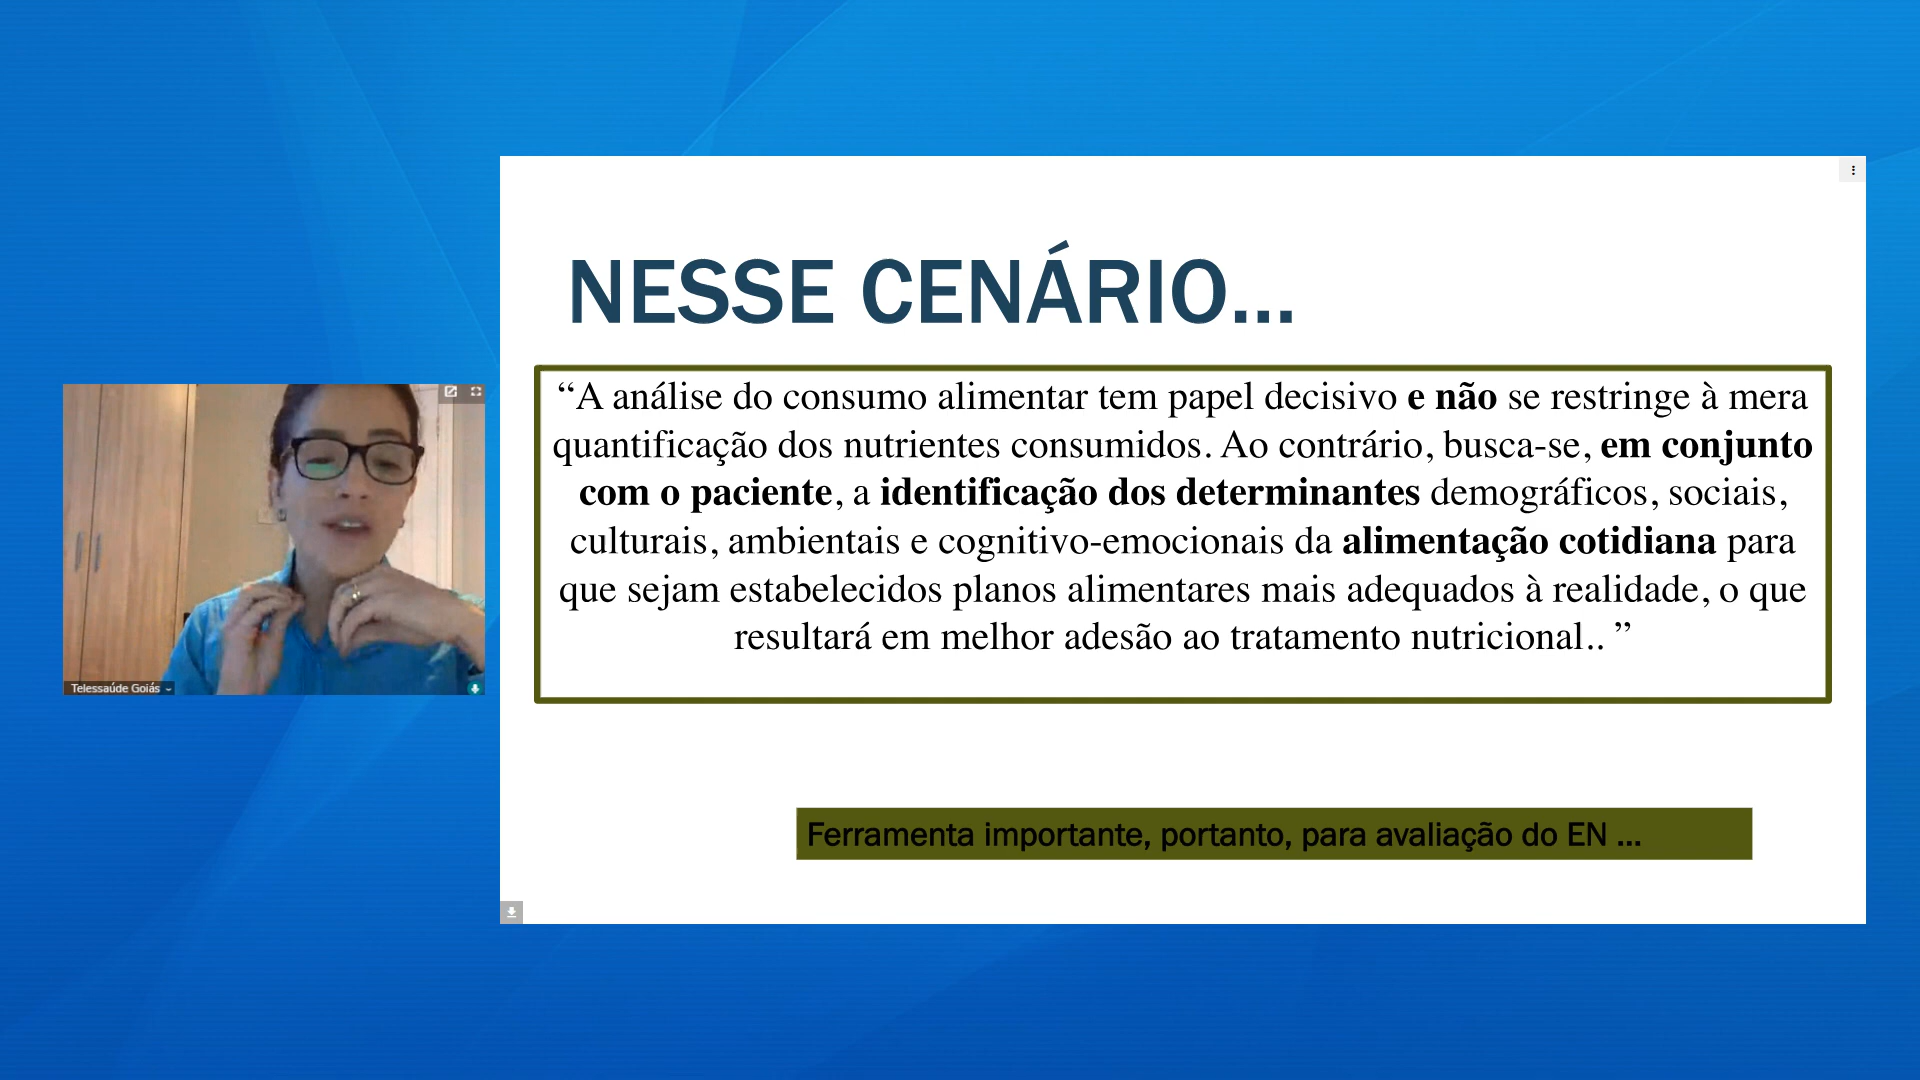 NESSE CENÁRIO...
“A análise do consumo alimentar tem papel decisivo e não se restringe à mera
quantificação dos nutrientes consumidos. Ao contrário, busca-se, em conjunto
com o paciente, a identificação dos determinantes demográficos, sociais,
culturais, ambientais e cognitivo-emocionais da alimentação cotidiana para
que sejam estabelecidos planos alimentares mais adequados à realidade, o que
resultará em melhor adesão ao tratamento nutricional.. ”
Telessaúde Goiás
Ferramenta importante, portanto, para avaliação do EN ...